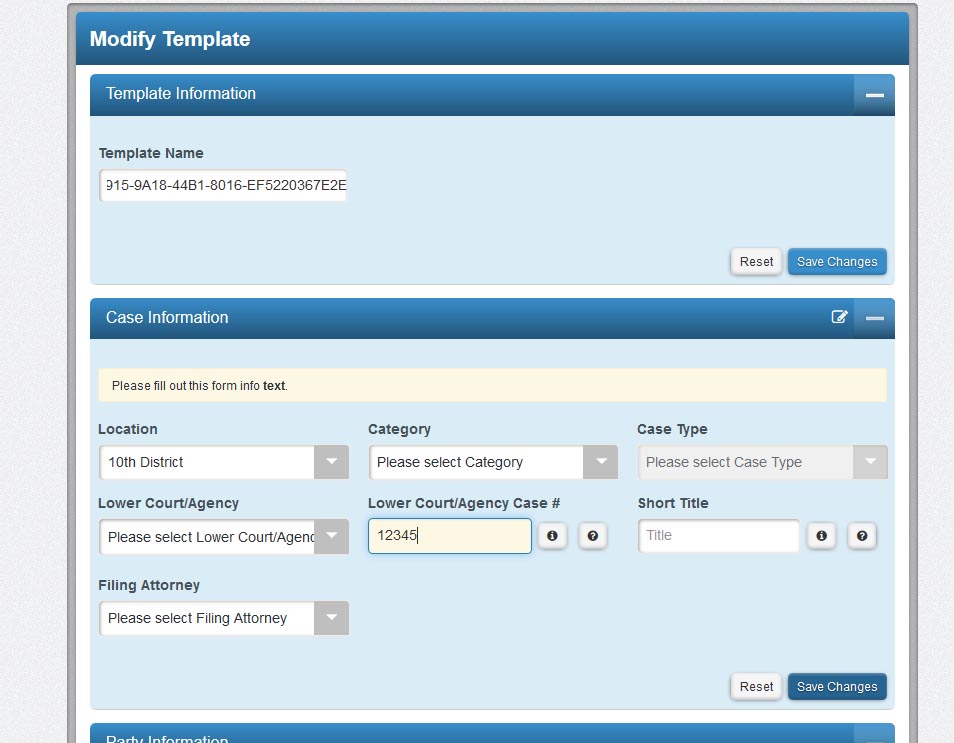 Modify Template
Template Information
Template Name
915-9A18-44B1-8016-EF5220367E2E
Reset Save Changes
Case Information
Please fill out this form info text.
Location Category Case Type
10th District Please select Category Please select Case Type
Lower Court/Agency Lower Court/Agency Case # Short Title
Please select Lower Court/Agenc 12345 Title
Filing Attorney
Please select Filing Attorney
Reset Save Changes
Party Information